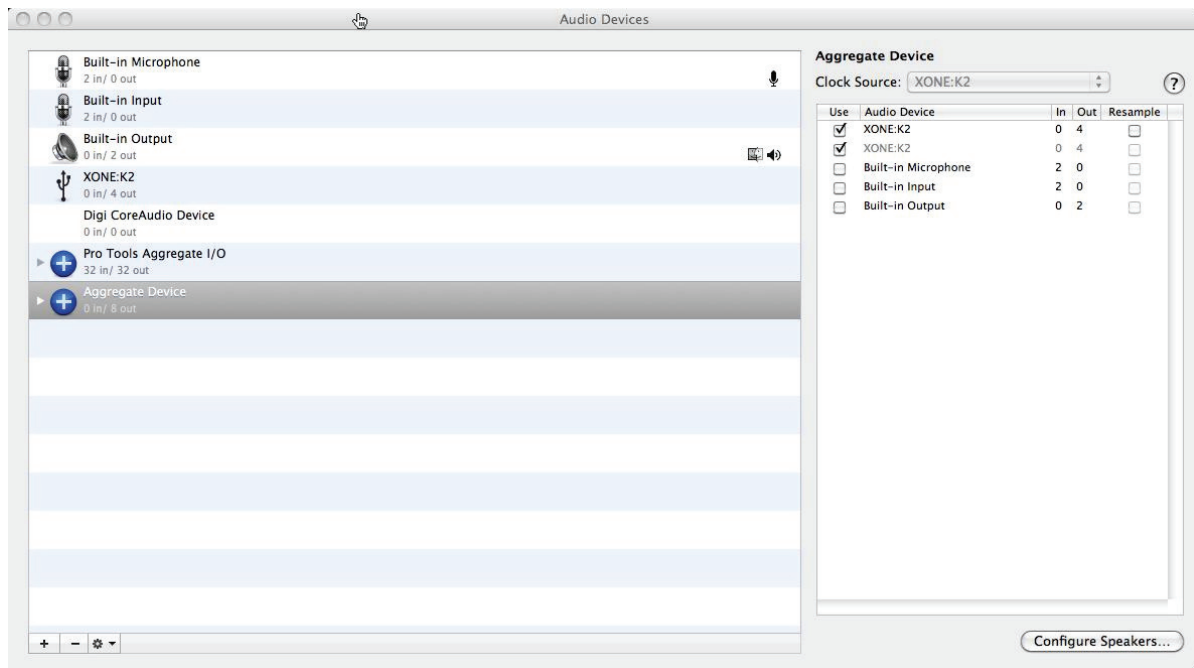 Audio Devices
Built-in Microphone
2 in/ 0 out
Built-in Input
2 in/ 0 out
Built-in Output
0 in/ 2 out
XONE:K2
0 in/ 4 out
Digi CoreAudio Device
0 in/ 0 out
Pro Tools Aggregate I/O
32 in/ 32 out
Aggregate Device
0 in/ 8 out
+ −
Aggregate Device
Clock Source: XONE:K2 ?
Use Audio Device In Out Resample
XONE:K2 0 4
XONE:K2 0 4
Built-in Microphone 2 0
Built-in Input 2 0
Built-in Output 0 2
Configure Speakers...